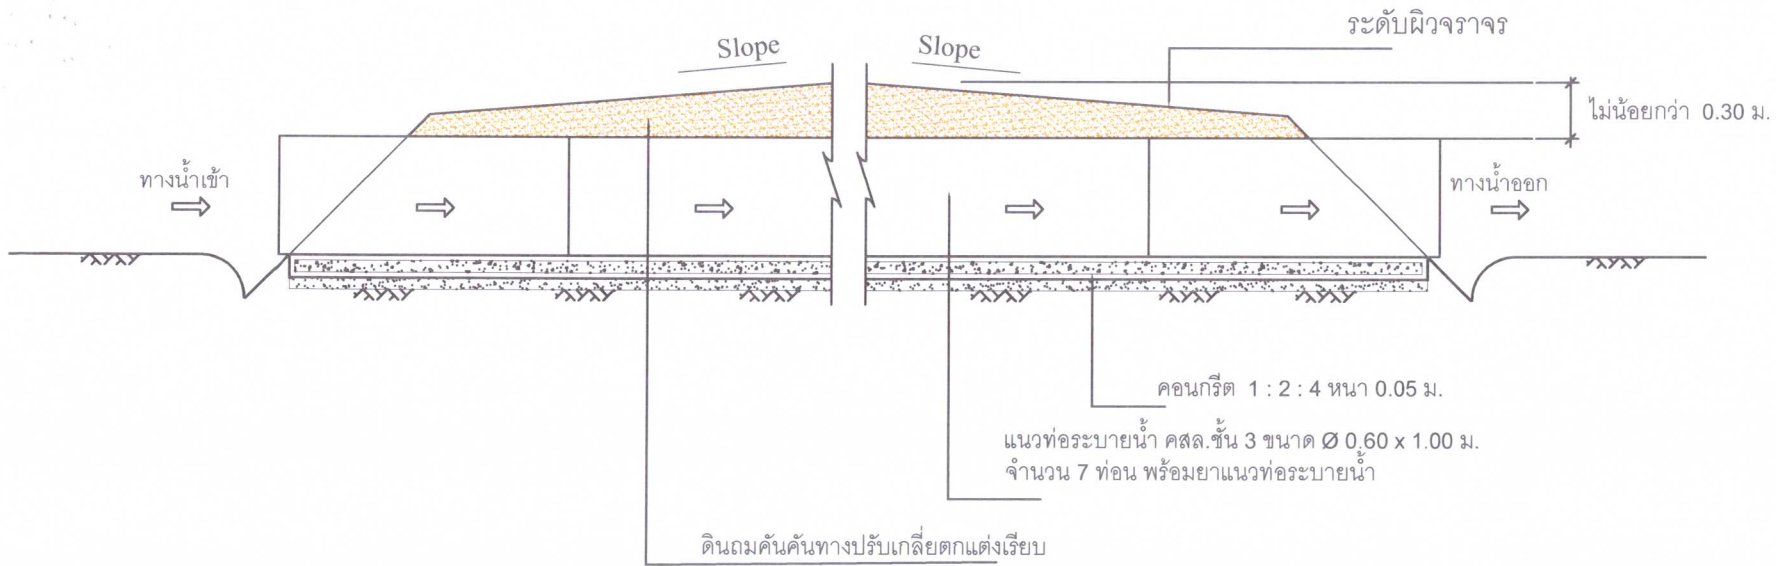 ระดับผิวจราจร
Slope
Slope
ไม่น้อยกว่า 0.30 ม.
ทางน้ำเข้า
ทางน้ำออก
คอนกรีต 1 : 2 : 4 หนา 0.05 ม.
แนวท่อระบายน้ำ คสล.ชั้น 3 ขนาด Ø 0.60 x 1.00 ม.
จำนวน 7 ท่อน พร้อมยาแนวท่อระบายน้ำ
ดินถมคันคันทางปรับเกลี่ยตกแต่งเรียบ